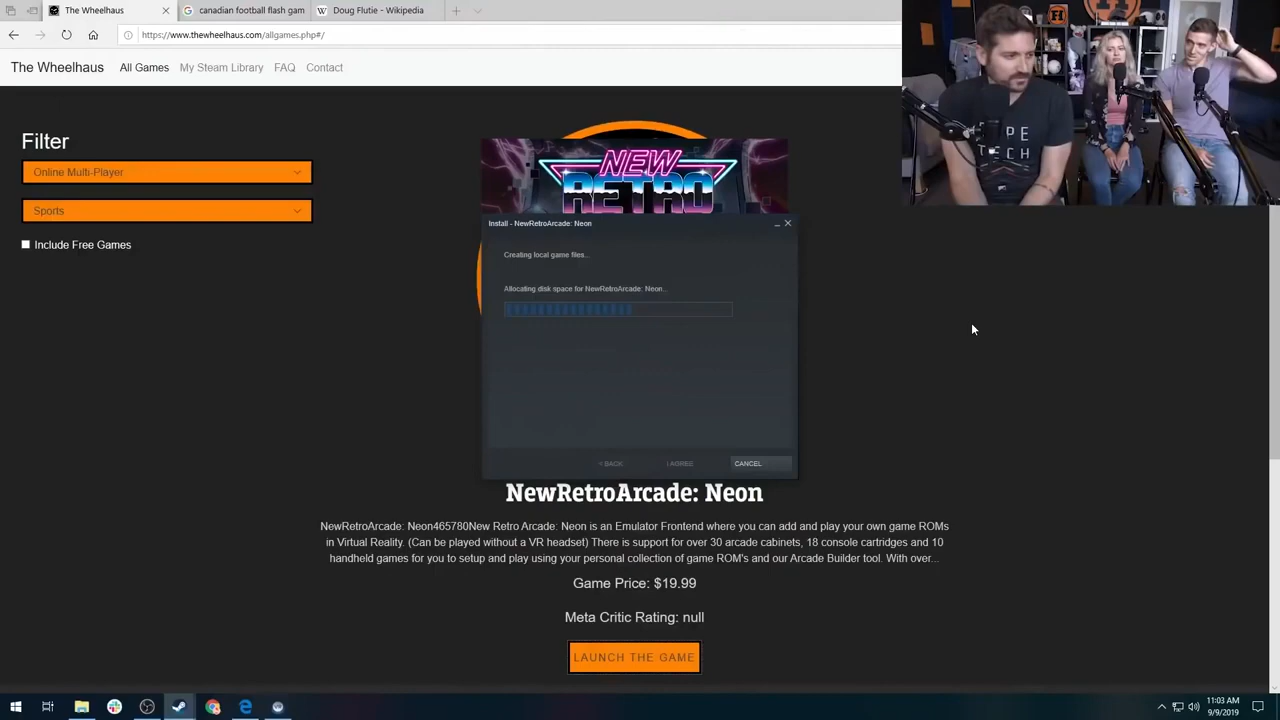 The Wheelhaus
canadian football flash gam
Doug Flutie - Wikipedia
https://www.thewheelhaus.com/allgames.php#/
The Wheelhaus
All Games
My Steam Library
FAQ
Contact
Filter
Online Multi-Player
Sports
Include Free Games
NEW
RETRO
Install - NewRetroArcade: Neon
Creating local game files...
Allocating disk space for NewRetroArcade: Neon...
< BACK
I AGREE
CANCEL
NewRetroArcade: Neon
NewRetroArcade: Neon465780New Retro Arcade: Neon is an Emulator Frontend where you can add and play your own game ROMs
in Virtual Reality. (Can be played without a VR headset) There is support for over 30 arcade cabinets, 18 console cartridges and 10
handheld games for you to setup and play using your personal collection of game ROM's and our Arcade Builder tool. With over...
Game Price: $19.99
Meta Critic Rating: null
LAUNCH THE GAME
11:03 AM
9/9/2019